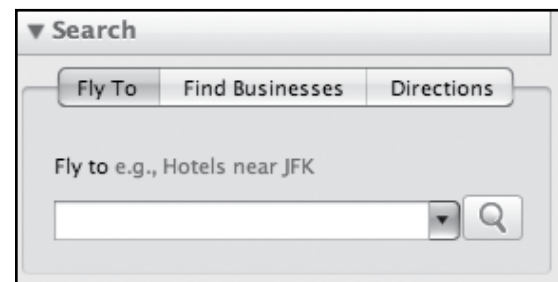 Search
Fly To Find Businesses Directions
Fly to e.g., Hotels near JFK